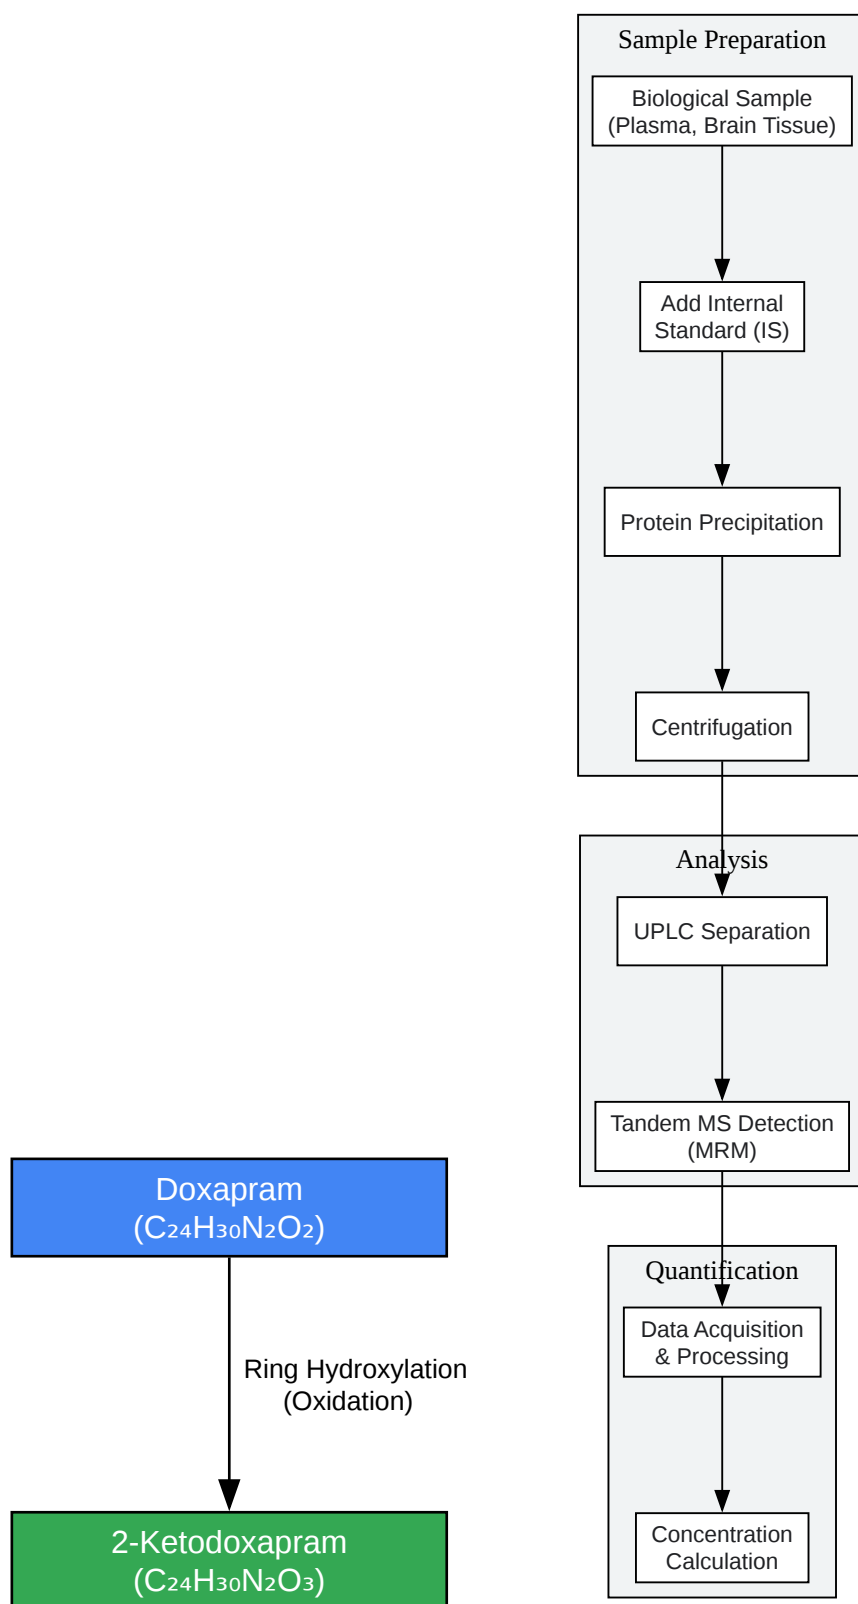 Sample Preparation
Biological Sample
(Plasma, Brain Tissue)
Add Internal
Standard (IS)
Protein Precipitation
Centrifugation
Analysis
UPLC Separation
Tandem MS Detection
(MRM)
Quantification
Data Acquisition
& Processing
Concentration
Calculation
Doxapram
(C₂₄H₃₀N₂O₂)
Ring Hydroxylation
(Oxidation)
2-Ketodoxapram
(C₂₄H₃₀N₂O₃)